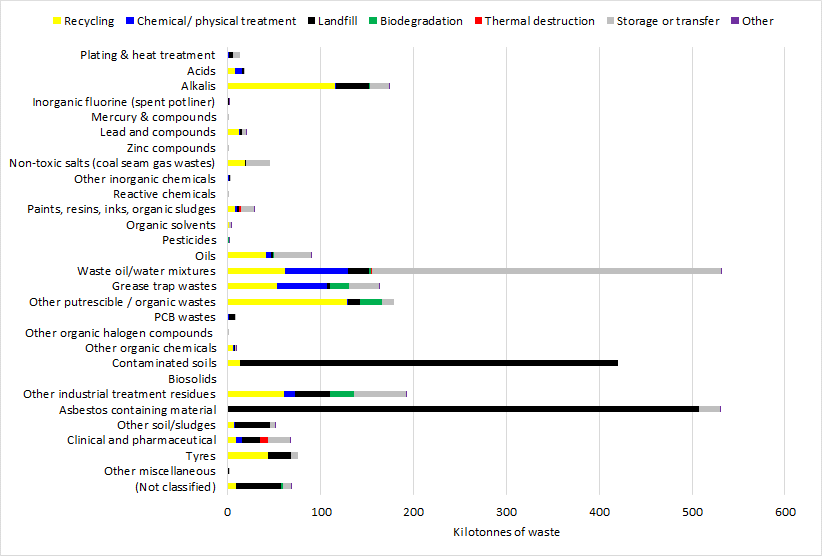 Recycling Chemical/ physical treatment Landfill Biodegradation Thermal destruction Storage or transfer Other
Plating & heat treatment
Acids
Alkalis
Inorganic fluorine (spent potliner)
Mercury & compounds
Lead and compounds
Zinc compounds
Non-toxic salts (coal seam gas wastes)
Other inorganic chemicals
Reactive chemicals
Paints, resins, inks, organic sludges
Organic solvents
Pesticides
Oils
Waste oil/water mixtures
Grease trap wastes
Other putrescible / organic wastes
PCB wastes
Other organic halogen compounds
Other organic chemicals
Contaminated soils
Biosolids
Other industrial treatment residues
Asbestos containing material
Other soil/sludges
Clinical and pharmaceutical
Tyres
Other miscellaneous
(Not classified)
0 100 200 300 400 500 600
Kilotonnes of waste